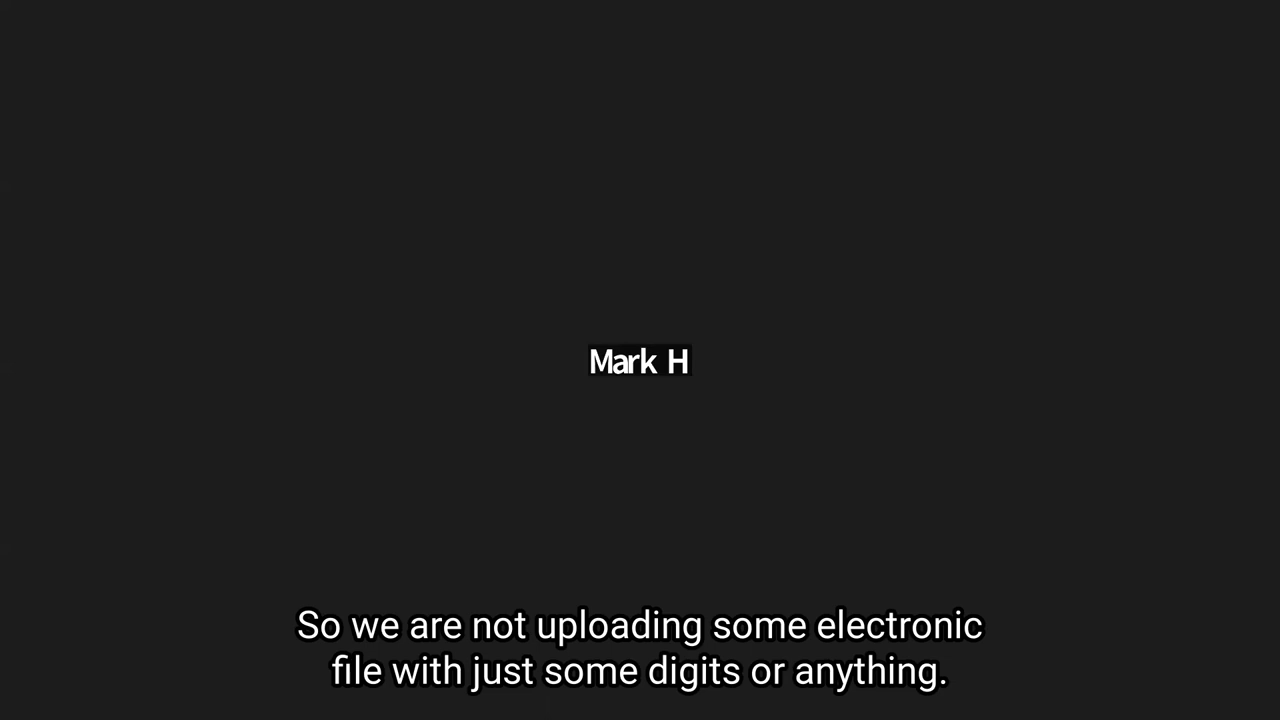 Mark H
So we are not uploading some electronic
file with just some digits or anything.